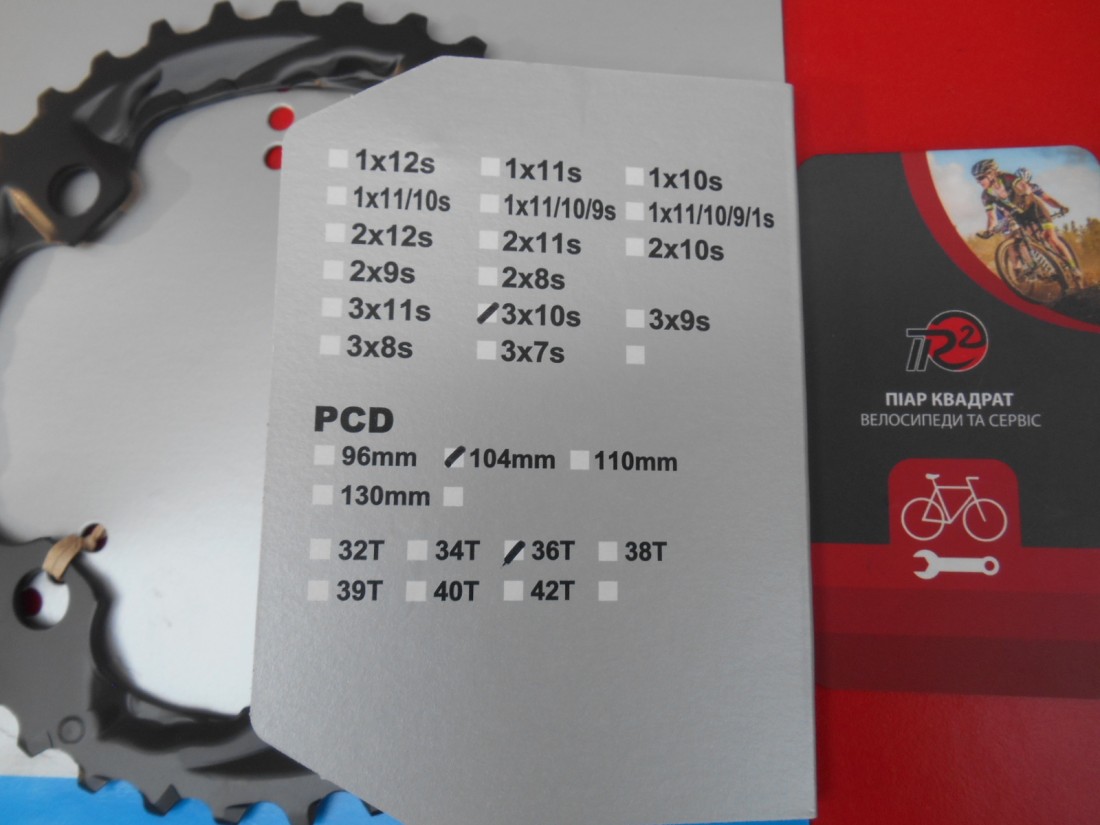 1x12s 1x11s 1x10s
1x11/10s 1x11/10/9s 1x11/10/9/1s
2x12s 2x11s 2x10s
2x9s 2x8s
3x11s 3x10s 3x9s
3x8s 3x7s
PCD
96mm 104mm 110mm
130mm
32T 34T 36T 38T
39T 40T 42T
ПR2
ПІАР КВАДРАТ
ВЕЛОСИПЕДИ ТА СЕРВІС